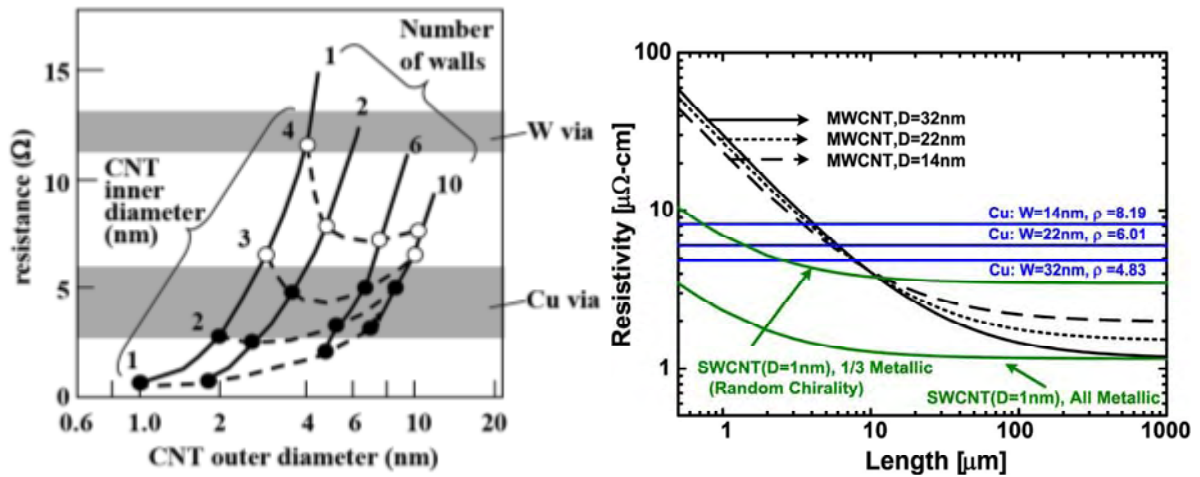 Number
of walls
1
2
6
10
15
10
5
0
resistance (Ω)
W via
Cu via
CNT
inner
diameter
(nm)
4
3
2
1
0.6
1.0
2
4
6
10
20
CNT outer diameter (nm)
100
10
1
Resistivity [μΩ-cm]
MWCNT,D=32nm
MWCNT,D=22nm
MWCNT,D=14nm
Cu: W=14nm, ρ=8.19
Cu: W=22nm, ρ=6.01
Cu: W=32nm, ρ=4.83
SWCNT(D=1nm), 1/3 Metallic
(Random Chirality)
SWCNT(D=1nm), All Metallic
1
10
100
1000
Length [μm]